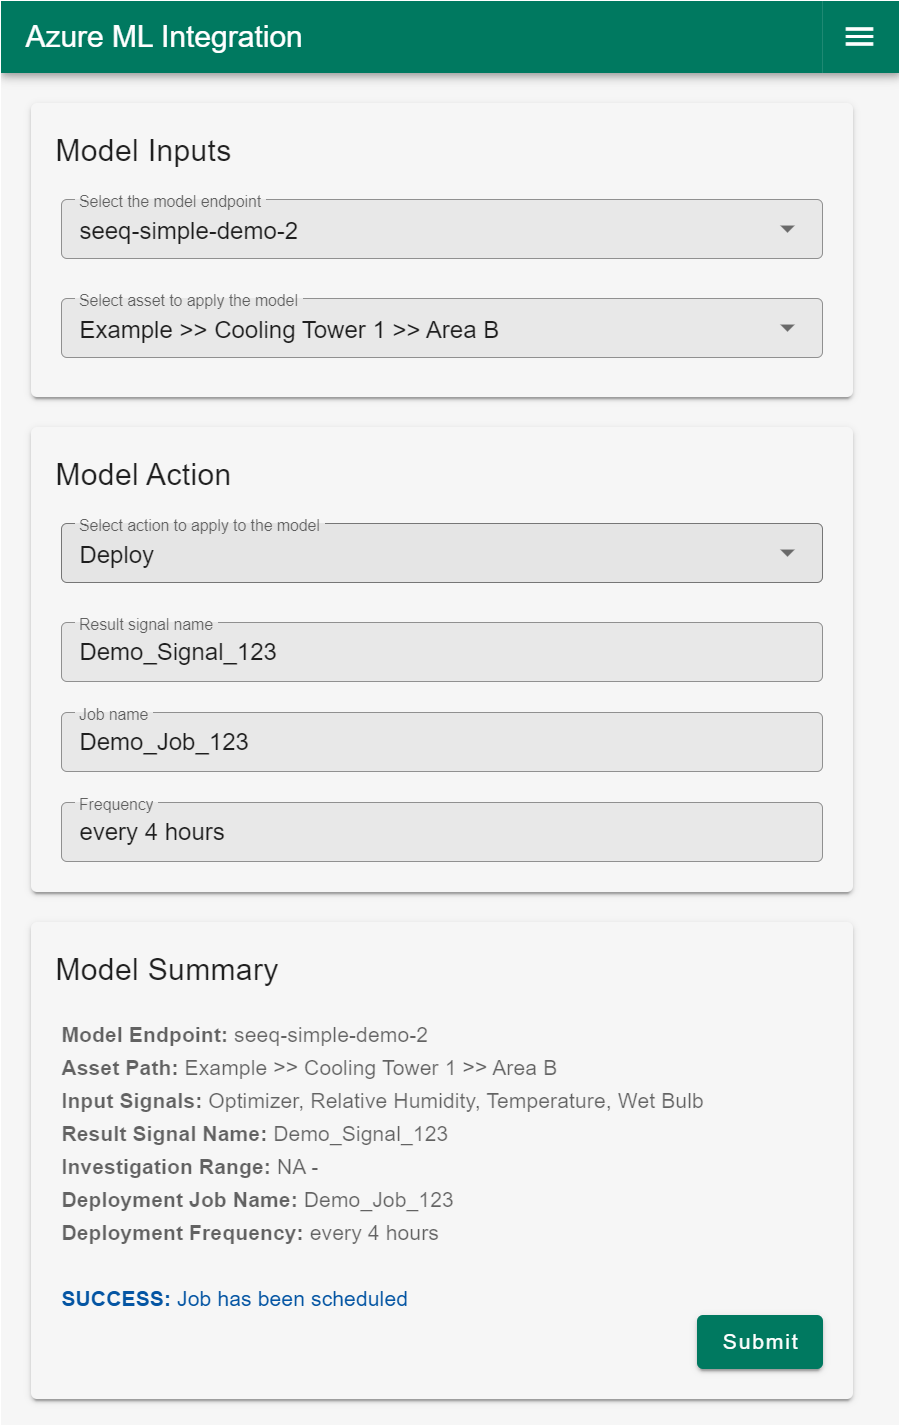 Azure ML Integration
Model Inputs
Select the model endpoint
seeq-simple-demo-2
Select asset to apply the model
Example >> Cooling Tower 1 >> Area B
Model Action
Select action to apply to the model
Deploy
Result signal name
Demo_Signal_123
Job name
Demo_Job_123
Frequency
every 4 hours
Model Summary
Model Endpoint: seeq-simple-demo-2
Asset Path: Example >> Cooling Tower 1 >> Area B
Input Signals: Optimizer, Relative Humidity, Temperature, Wet Bulb
Result Signal Name: Demo_Signal_123
Investigation Range: NA -
Deployment Job Name: Demo_Job_123
Deployment Frequency: every 4 hours
SUCCESS: Job has been scheduled
Submit